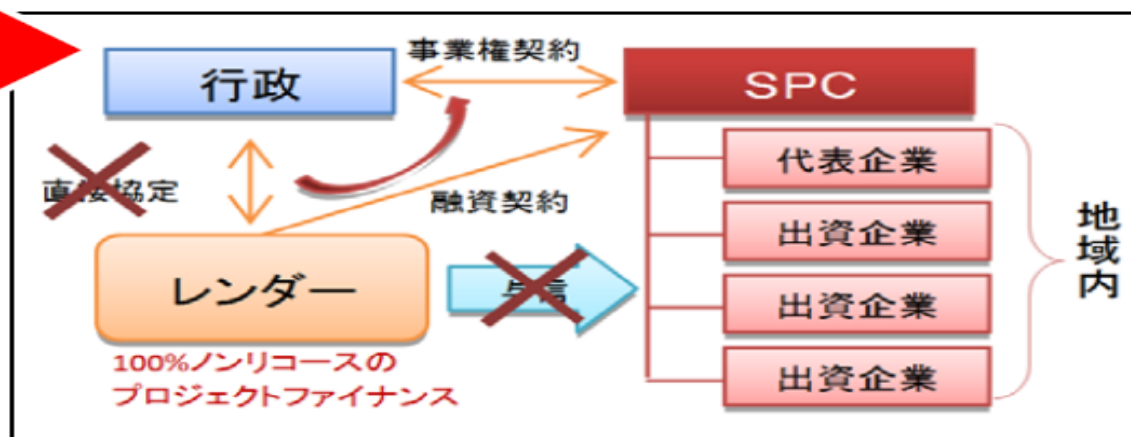 事業権契約
行政
SPC
代表企業
直接協定
融資契約
出資企業
地域内
レンダー
与信
出資企業
100%ノンリコースの
プロジェクトファイナンス
出資企業